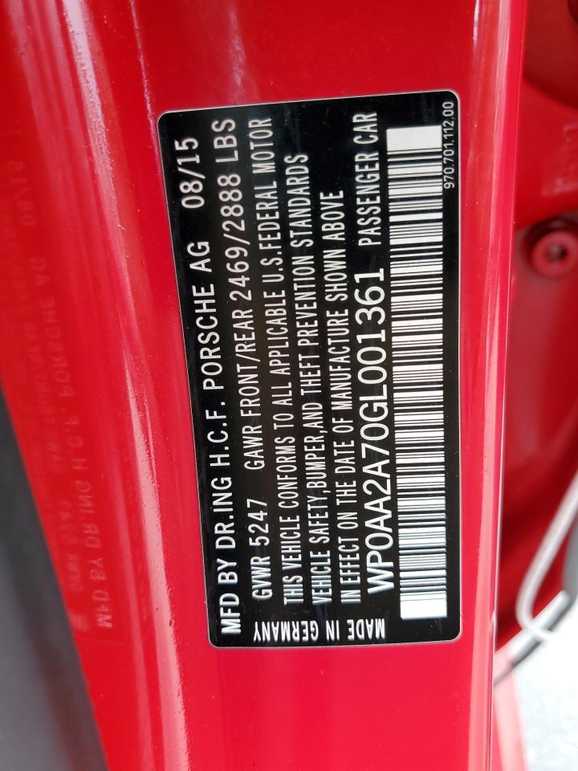 MFD BY DR.ING H.C.F. PORSCHE AG 08/15
GVWR 5247 GAWR FRONT/REAR 2469/2888 LBS
THIS VEHICLE CONFORMS TO ALL APPLICABLE U.S.FEDERAL MOTOR
VEHICLE SAFETY,BUMPER,AND THEFT PREVENTION STANDARDS
IN EFFECT ON THE DATE OF MANUFACTURE SHOWN ABOVE
MADE IN GERMANY WP0AA2A70GL001361 PASSENGER CAR
970.701.112.00